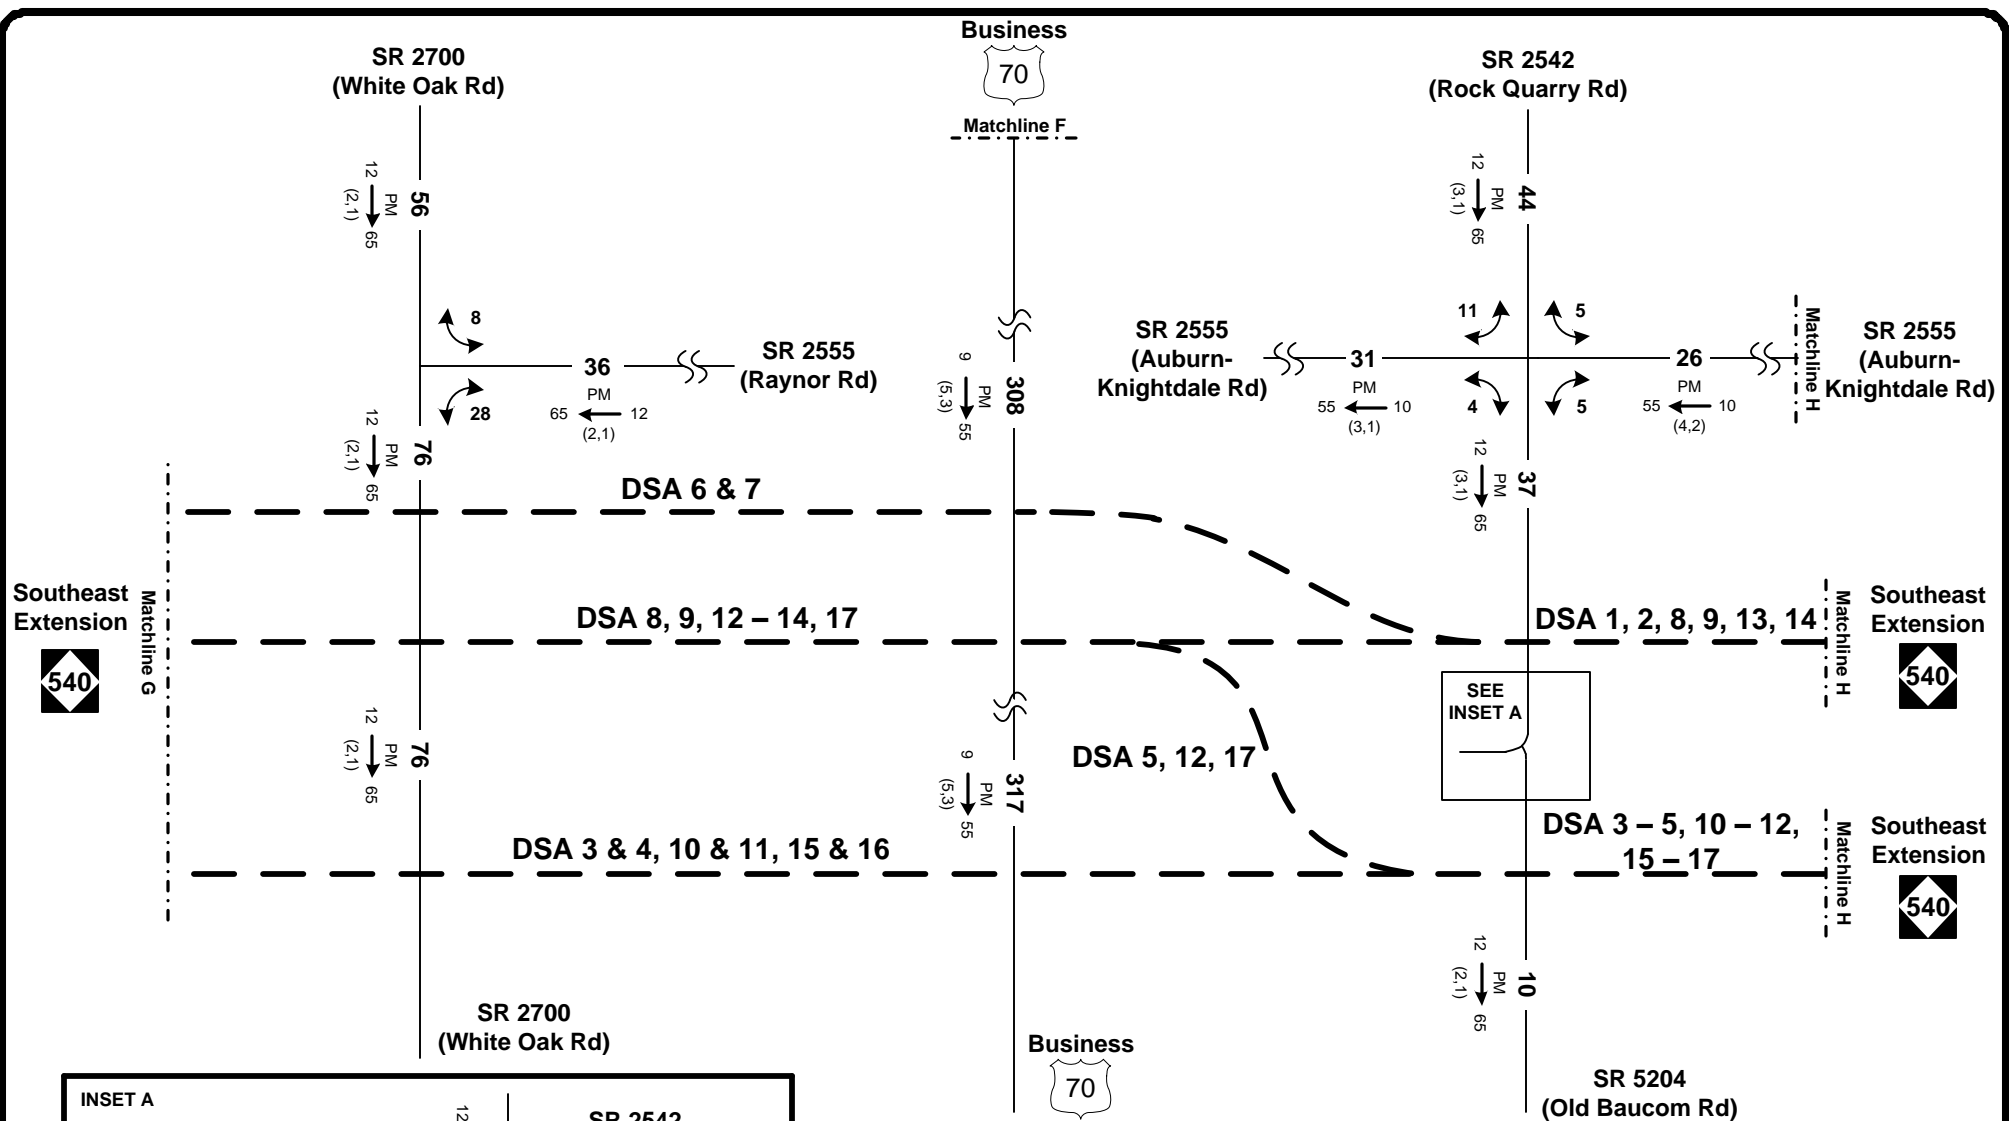 Business
70
Matchline F
SR 2700
(White Oak Rd)
SR 2542
(Rock Quarry Rd)
12 PM 65
(2,1)
56
12 PM 65
(3,1)
44
8
36
PM
65 12
(2,1)
28
SR 2555
(Raynor Rd)
9 PM 55
(5,3)
308
SR 2555
(Auburn-
Knightdale Rd)
11
5
31
PM
55 10
(3,1)
4
5
26
PM
55 10
(4,2)
Matchline H
SR 2555
(Auburn-
Knightdale Rd)
12 PM 65
(2,1)
76
12 PM 65
(3,1)
37
DSA 6 & 7
Southeast
Extension
540
Matchline G
DSA 8, 9, 12 – 14, 17
DSA 1, 2, 8, 9, 13, 14
Matchline H
Southeast
Extension
540
12 PM 65
(2,1)
76
9 PM 55
(5,3)
317
DSA 5, 12, 17
SEE
INSET A
DSA 3 & 4, 10 & 11, 15 & 16
DSA 3 – 5, 10 – 12,
15 – 17
Matchline H
Southeast
Extension
540
12 PM 65
(2,1)
10
SR 2700
(White Oak Rd)
Business
70
SR 5204
(Old Baucom Rd)
INSET A
12
SR 2542